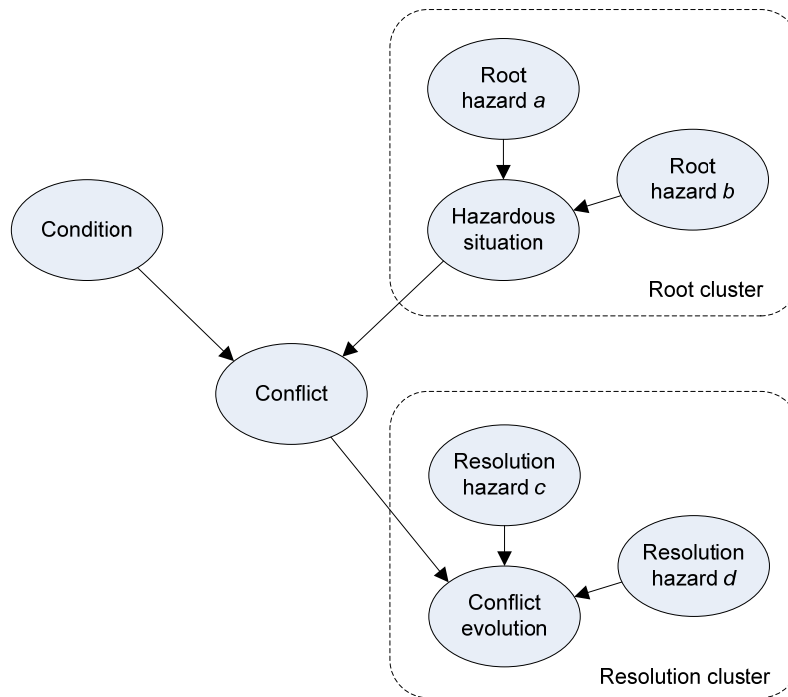 Root
hazard a
Root
hazard b
Condition
Hazardous
situation
Root cluster
Conflict
Resolution
hazard c
Resolution
hazard d
Conflict
evolution
Resolution cluster